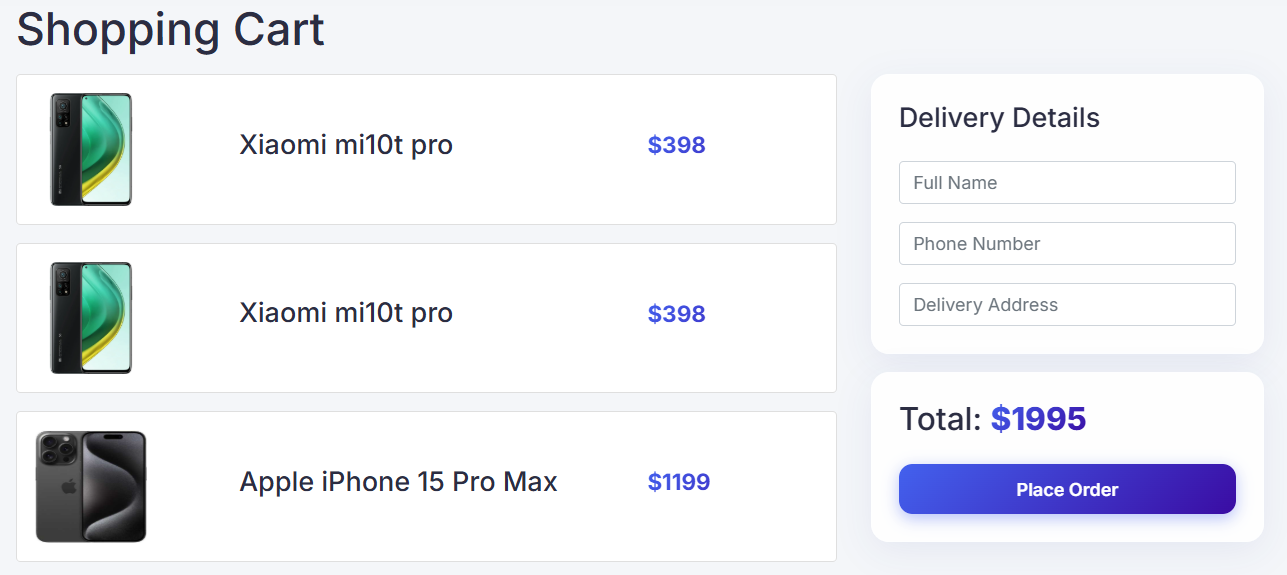 Shopping Cart
Xiaomi mi10t pro
$398
Xiaomi mi10t pro
$398
Apple iPhone 15 Pro Max
$1199
Delivery Details
Full Name
Phone Number
Delivery Address
Total: $1995
Place Order